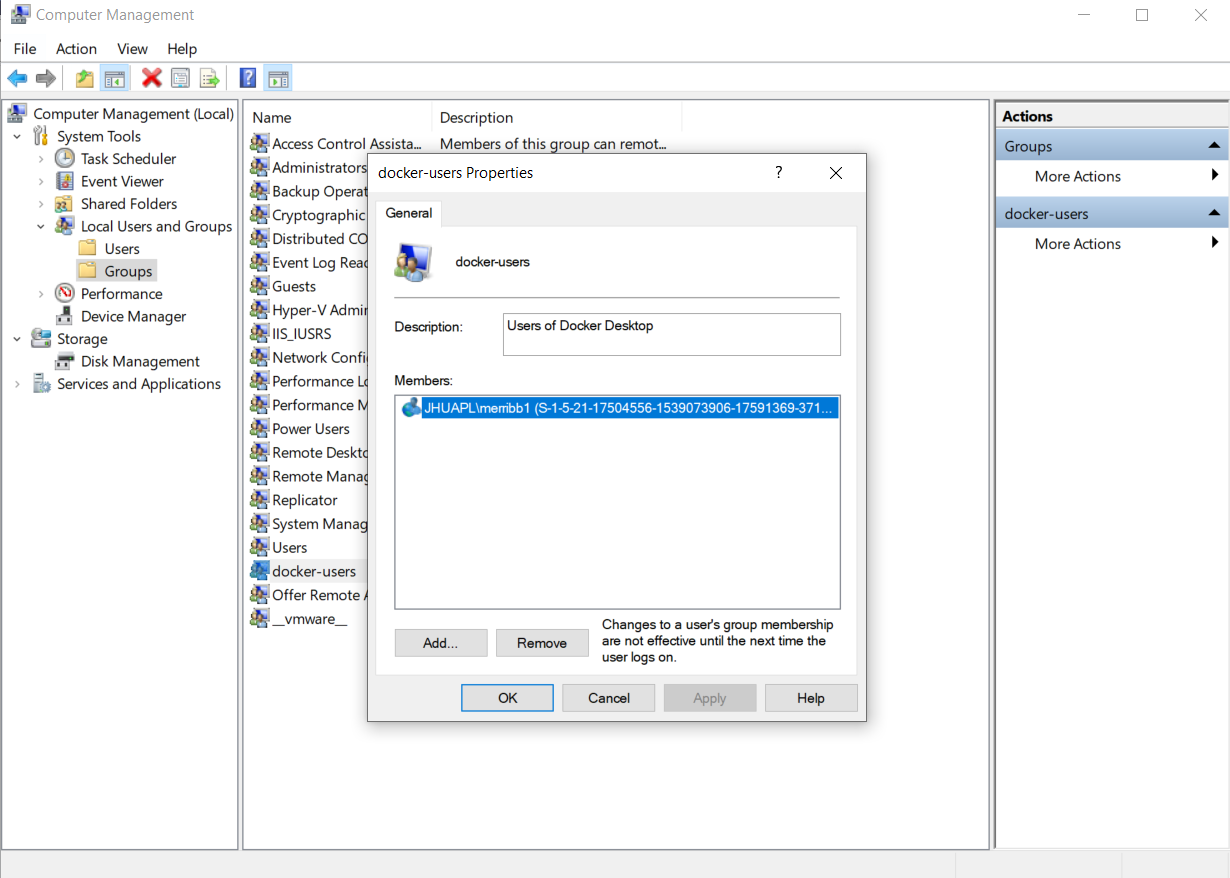 Computer Management
File Action View Help
Computer Management (Local)
System Tools
Task Scheduler
Event Viewer
Shared Folders
Local Users and Groups
Users
Groups
Performance
Device Manager
Storage
Disk Management
Services and Applications
Name Description
Access Control Assista... Members of this group can remot...
Administrators
Backup Operat
Cryptographic
Distributed CO
Event Log Read
Guests
Hyper-V Admin
IIS_IUSRS
Network Config
Performance Lo
Performance M
Power Users
Remote Deskto
Remote Manag
Replicator
System Manag
Users
docker-users
Offer Remote A
__vmware__
docker-users Properties ?
General
docker-users
Description: Users of Docker Desktop
Members:
JHUAPL\merribb1 (S-1-5-21-17504556-1539073906-17591369-371...
Add... Remove
Changes to a user's group membership
are not effective until the next time the
user logs on.
OK Cancel Apply Help
Actions
Groups
More Actions
docker-users
More Actions